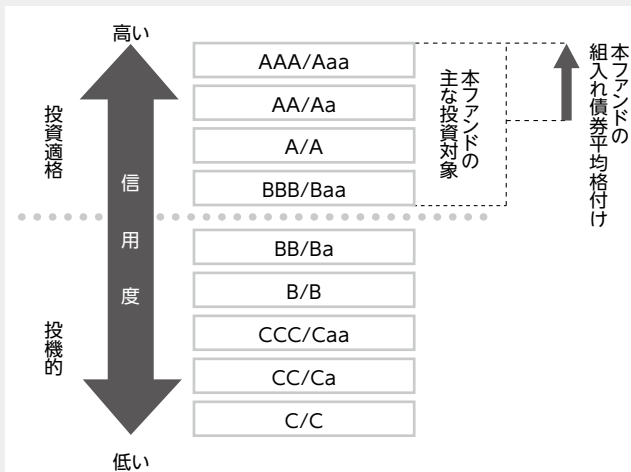 高い
AAA/Aaa
AA/Aa
A/A
BBB/Baa
BB/Ba
B/B
CCC/Caa
CC/Ca
C/C
低い
投資適格
投機的
信用度
本ファンドの
主な投資対象
本ファンドの
組入れ債券平均格付け